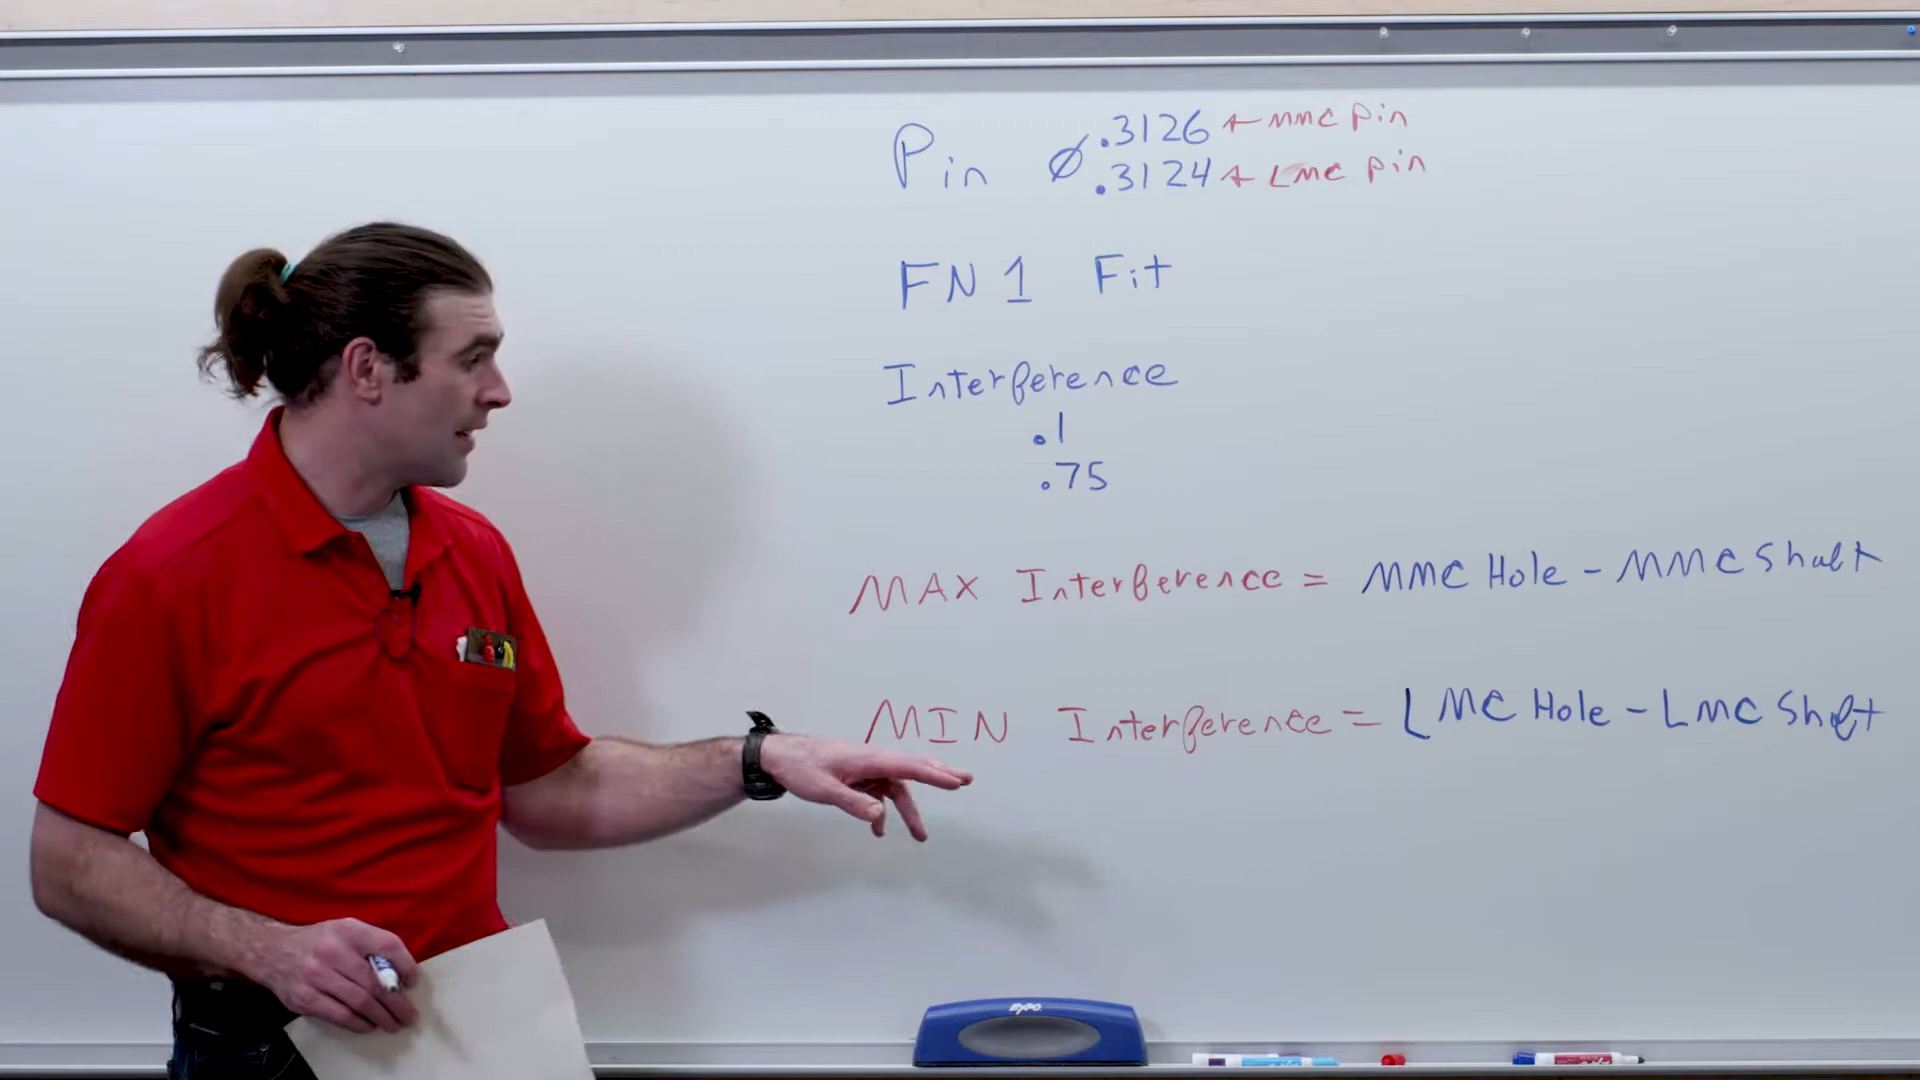 Pin Ø .3126 ← MMC Pin
.3124 ← LMC Pin
FN 1 Fit
Interference
.1
.75
MAX Interference = MMC Hole - MMC Shaft
MIN Interference = LMC Hole - LMC Shaft
EXPO